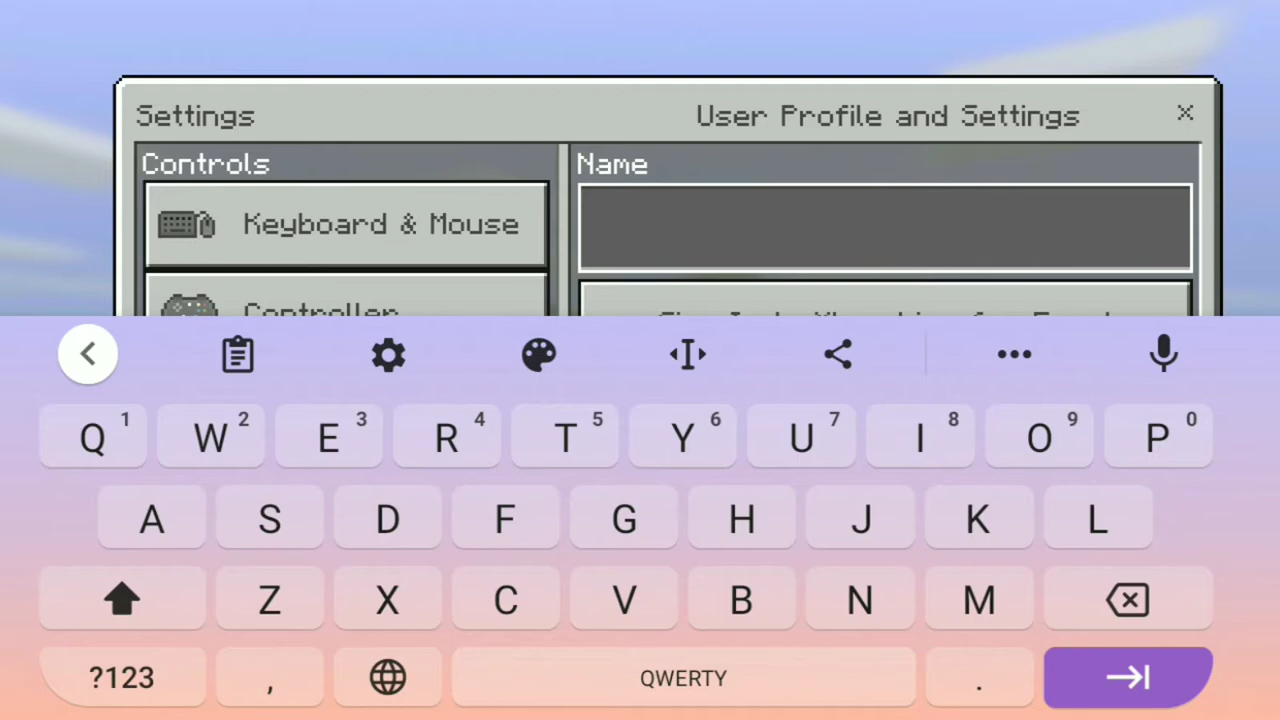 Settings
User Profile and Settings
Controls
Name
Keyboard & Mouse
Controller
Q 1 W 2 E 3 R 4 T 5 Y 6 U 7 I 8 O 9 P 0
A S D F G H J K L
Z X C V B N M
?123 , QWERTY .